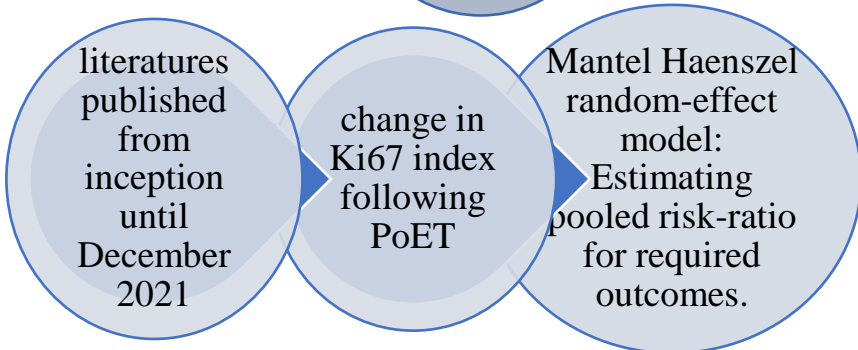 literatures
published
from
inception
until
December
2021
change in
Ki67 index
following
PoET
Mantel Haenszel
random-effect
model:
Estimating
pooled risk-ratio
for required
outcomes.